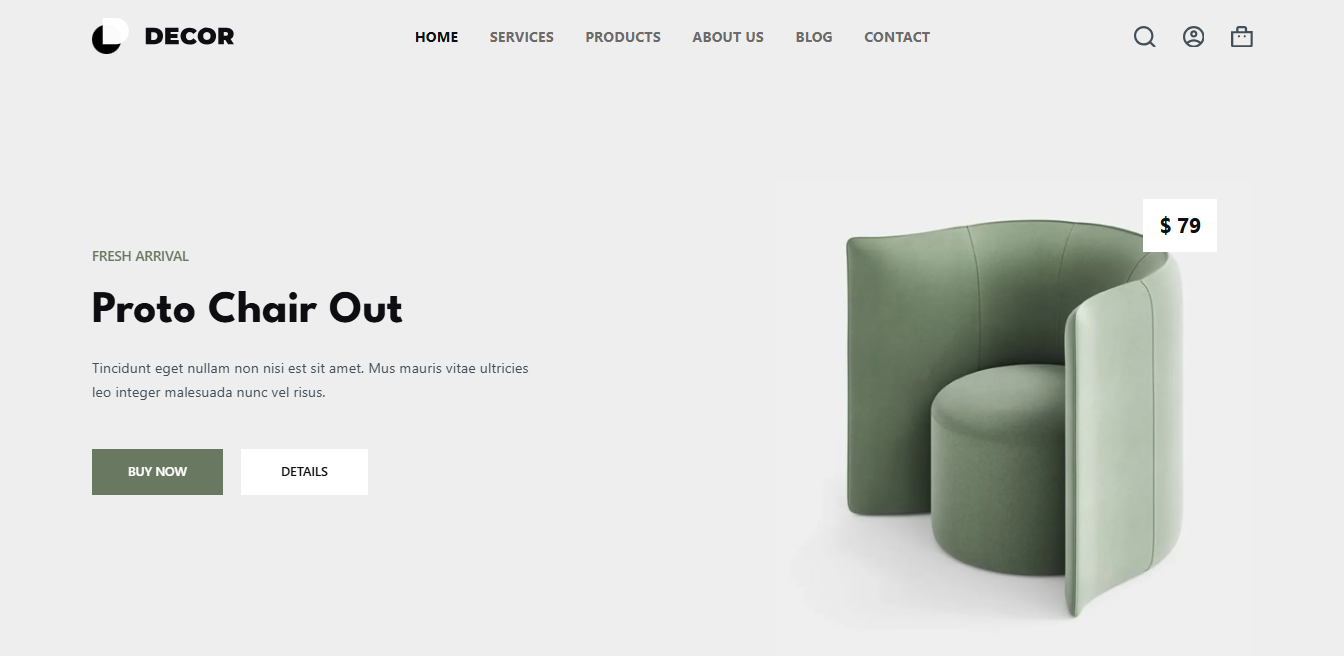 DECOR
HOME SERVICES PRODUCTS ABOUT US BLOG CONTACT
FRESH ARRIVAL
Proto Chair Out
Tincidunt eget nullam non nisi est sit amet. Mus mauris vitae ultricies
leo integer malesuada nunc vel risus.
BUY NOW DETAILS
$ 79